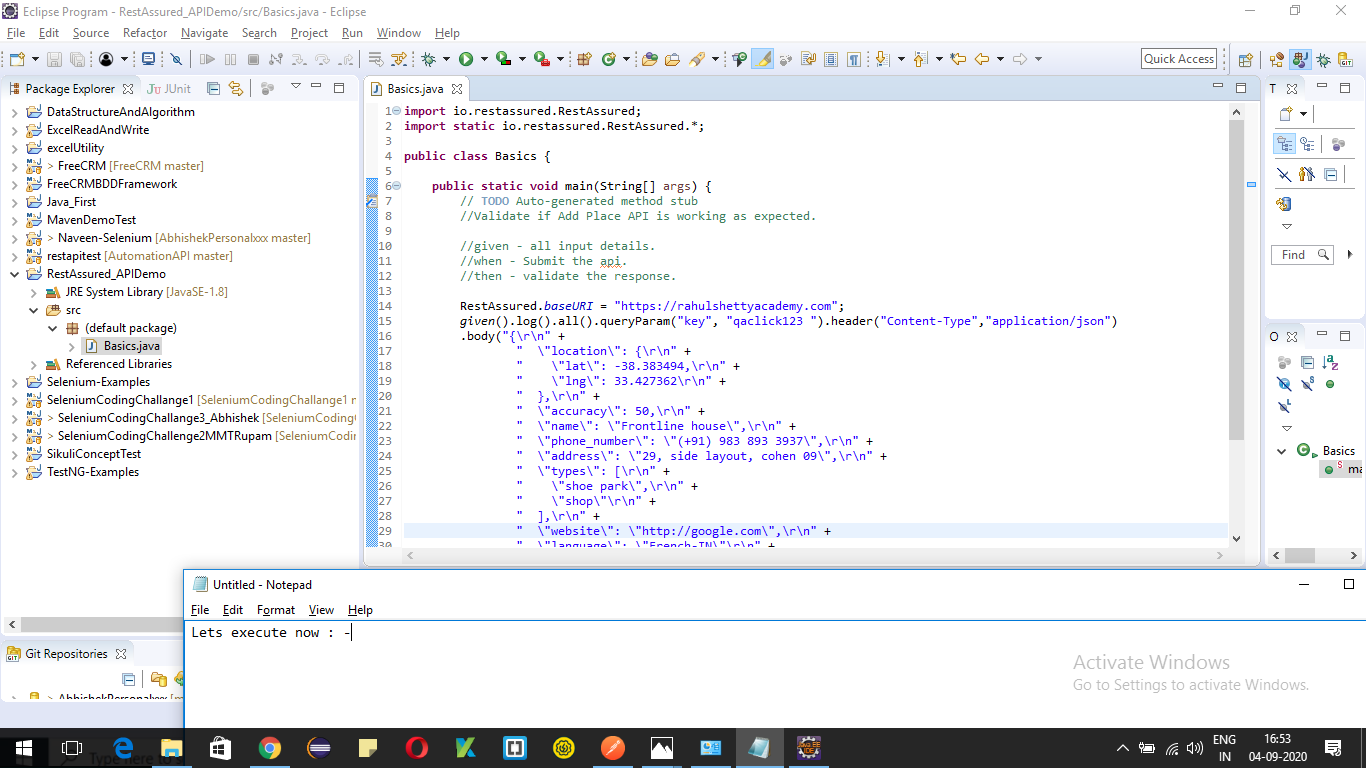 Eclipse Program - RestAssured_APIDemo/src/Basics.java - Eclipse
File Edit Source Refactor Navigate Search Project Run Window Help
Quick Access
Package Explorer JUnit
DataStructureAndAlgorithm
ExcelReadAndWrite
excelUtility
> FreeCRM [FreeCRM master]
FreeCRMBDDFramework
Java_First
MavenDemoTest
> Naveen-Selenium [AbhishekPersonalxxx master]
restapitest [AutomationAPI master]
RestAssured_APIDemo
JRE System Library [JavaSE-1.8]
src
(default package)
Basics.java
Referenced Libraries
Selenium-Examples
SeleniumCodingChallange1 [SeleniumCodingChallange1 r
> SeleniumCodingChallange3_Abhishek [SeleniumCoding
> SeleniumCodingChallenge2MMTRupam [SeleniumCodir
SikuliConceptTest
TestNG-Examples
Basics.java
1 import io.restassured.RestAssured;
2 import static io.restassured.RestAssured.*;
3
4 public class Basics {
5
6 public static void main(String[] args) {
7 // TODO Auto-generated method stub
8 //Validate if Add Place API is working as expected.
9
10 //given - all input details.
11 //when - Submit the api.
12 //then - validate the response.
13
14 RestAssured.baseURI = "https://rahulshettyacademy.com";
15 given().log().all().queryParam("key", "qaclick123 ").header("Content-Type","application/json")
16 .body("{\r\n" +
17 "  \"location\": {\r\n" +
18 "    \"lat\": -38.383494,\r\n" +
19 "    \"lng\": 33.427362\r\n" +
20 "  },\r\n" +
21 "  \"accuracy\": 50,\r\n" +
22 "  \"name\": \"Frontline house\",\r\n" +
23 "  \"phone_number\": \"(+91) 983 893 3937\",\r\n" +
24 "  \"address\": \"29, side layout, cohen 09\",\r\n" +
25 "  \"types\": [\r\n" +
26 "    \"shoe park\",\r\n" +
27 "    \"shop\"\r\n" +
28 "  ],\r\n" +
29 "  \"website\": \"http://google.com\",\r\n" +
30 "  \"language\": \"French-IN\"\r\n" +
T
Find
O
Basics
ma
Git Repositories
> AbhishekPersonalxxx [m
Untitled - Notepad
File Edit Format View Help
Lets execute now : -
Activate Windows
Go to Settings to activate Windows.
Type here to s
ENG
IN
16:53
04-09-2020